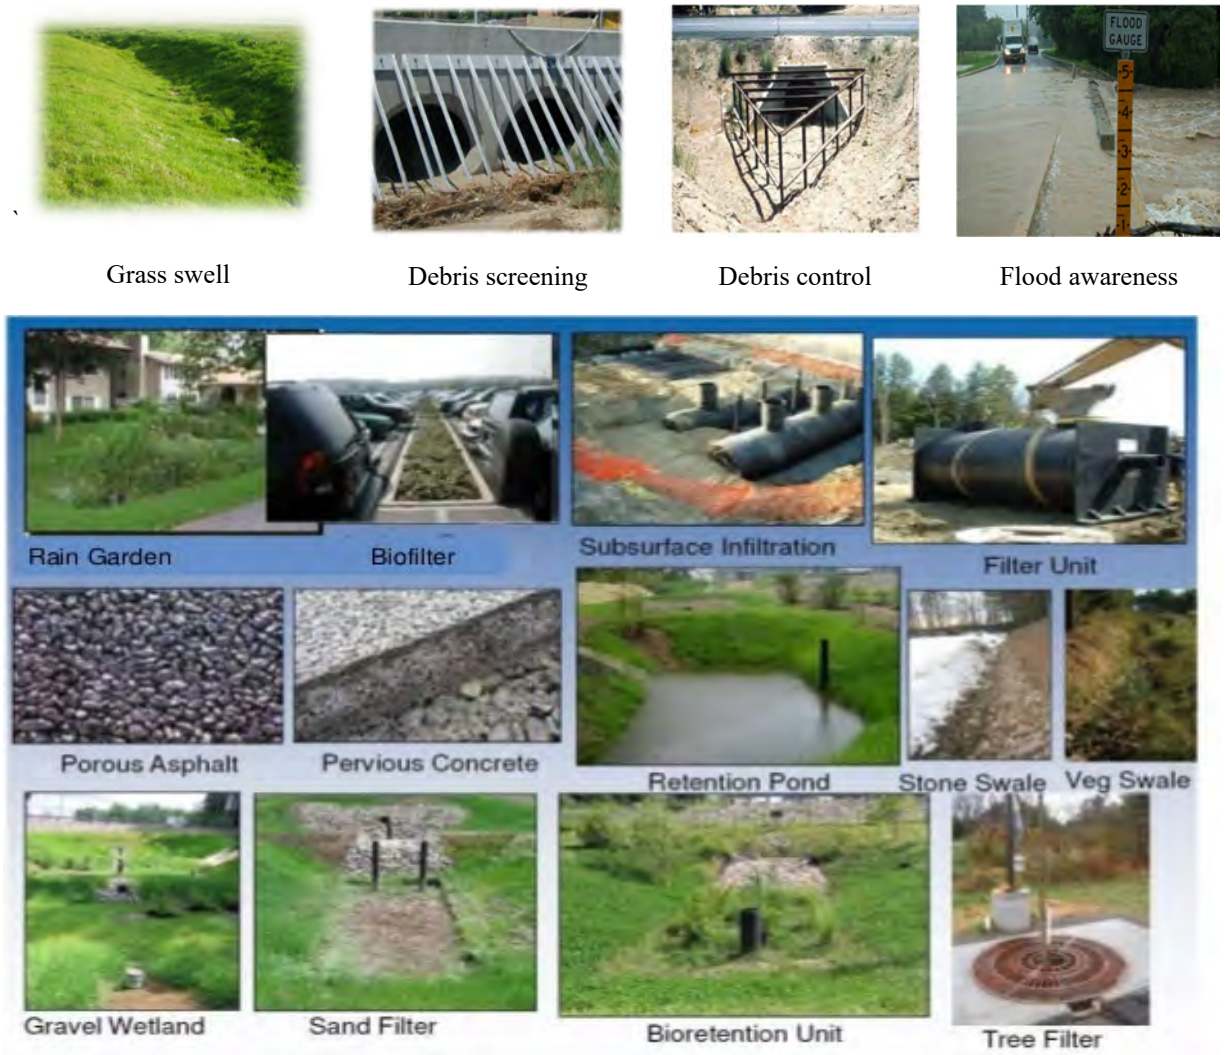 FLOOD
GAUGE
5
4
3
2
1
`
Grass swell
Debris screening
Debris control
Flood awareness
Rain Garden
Biofilter
Subsurface Infiltration
Filter Unit
Porous Asphalt
Pervious Concrete
Retention Pond
Stone Swale
Veg Swale
Gravel Wetland
Sand Filter
Bioretention Unit
Tree Filter